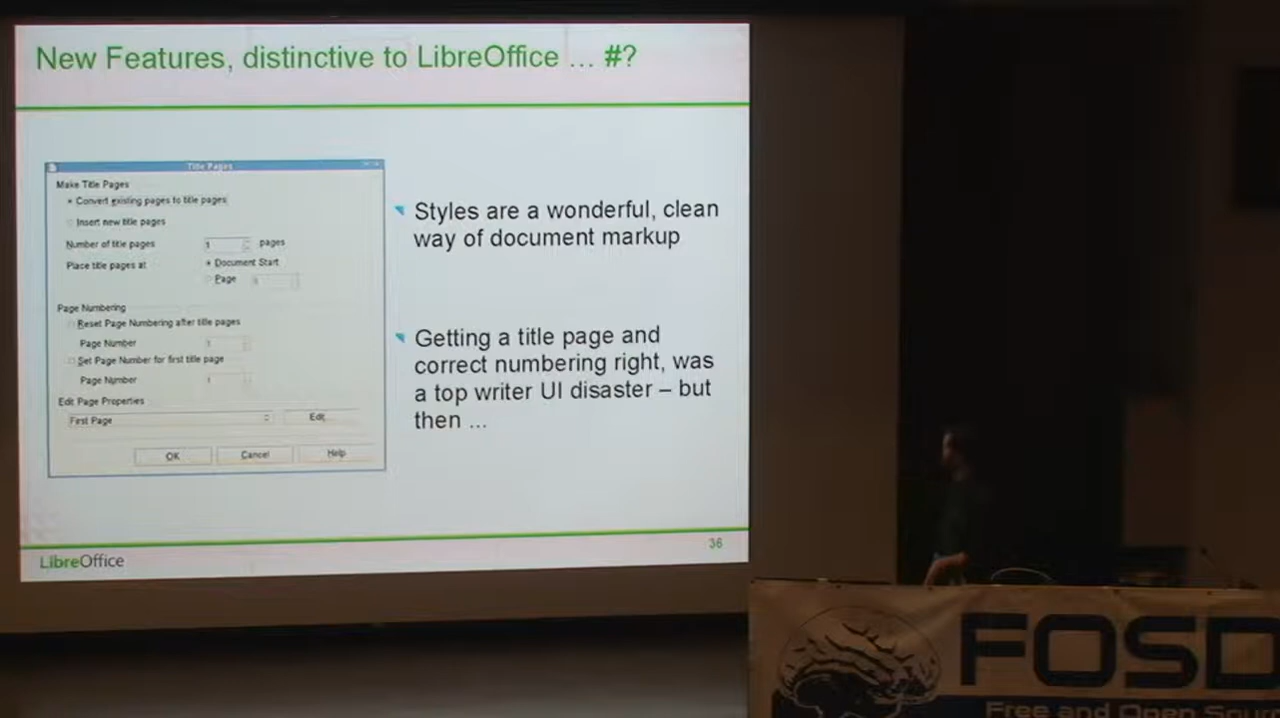 New Features, distinctive to LibreOffice ... #?
Title Pages
Make Title Pages
Convert existing pages to title pages
Insert new title pages
Number of title pages 1 pages
Place title pages at Document Start
Page
Page Numbering
Reset Page Numbering after title pages
Page Number 1
Set Page Number for first title page
Page Number 1
Edit Page Properties
First Page Edit...
OK Cancel Help
Styles are a wonderful, clean
way of document markup
Getting a title page and
correct numbering right, was
a top writer UI disaster – but
then ...
36
LibreOffice
FOSD
Free and Open Sour